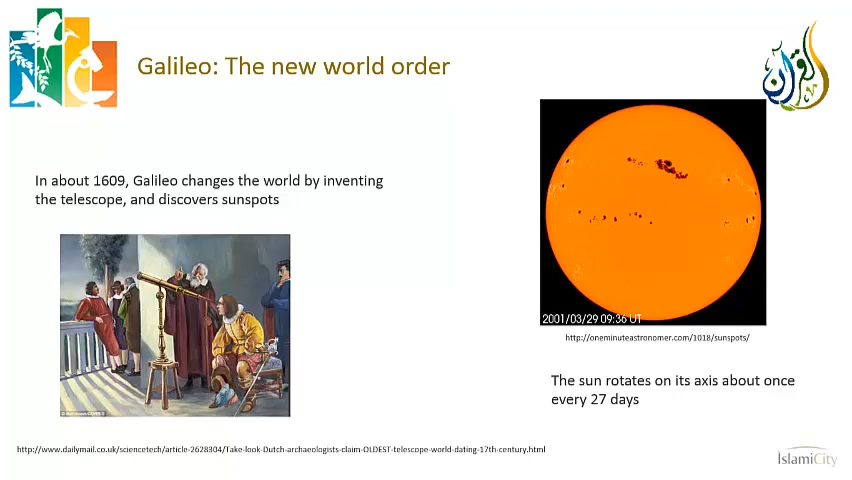 Galileo: The new world order
القرآن
In about 1609, Galileo changes the world by inventing
the telescope, and discovers sunspots
2001/03/29 09:36 UT
http://oneminuteastronomer.com/1018/sunspots/
The sun rotates on its axis about once
every 27 days
http://www.dailymail.co.uk/sciencetech/article-2628304/Take-look-Dutch-archaeologists-claim-OLDEST-telescope-world-dating-17th-century.html
IslamiCity